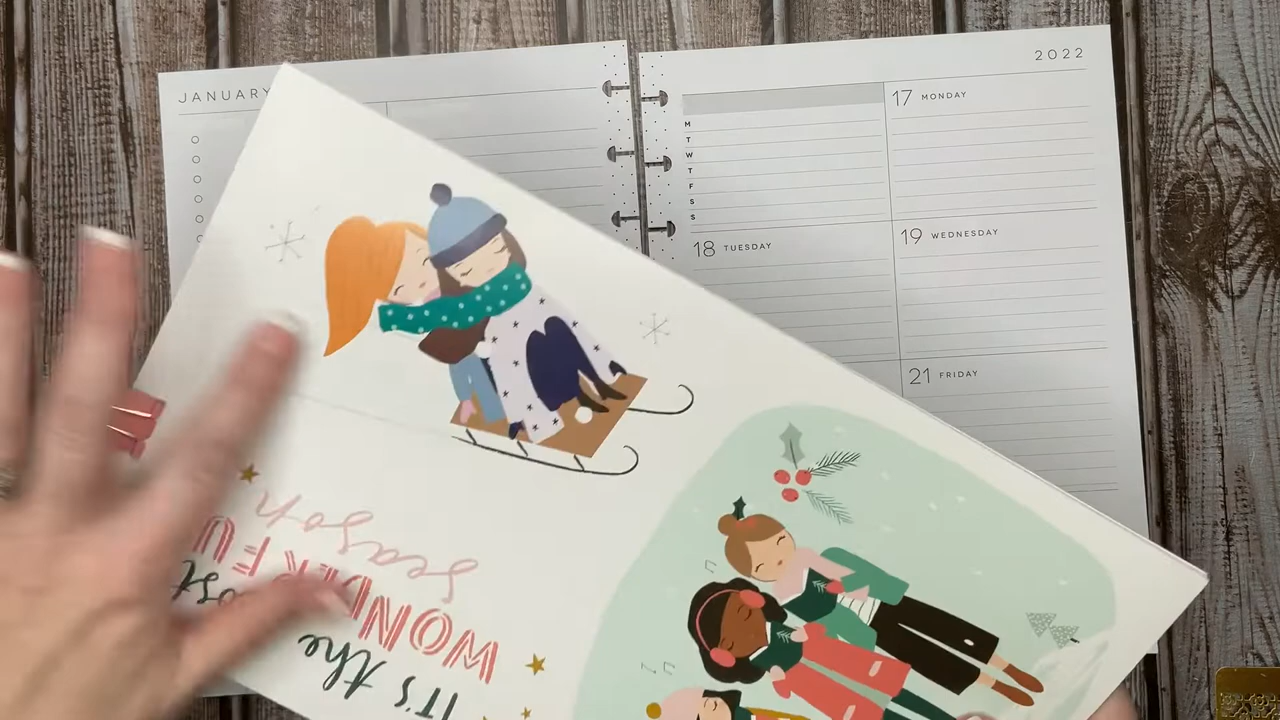 JANUARY
2022
M
T
W
T
F
S
S
17 MONDAY
18 TUESDAY
19 WEDNESDAY
21 FRIDAY
IT'S the
WONDERFU
season